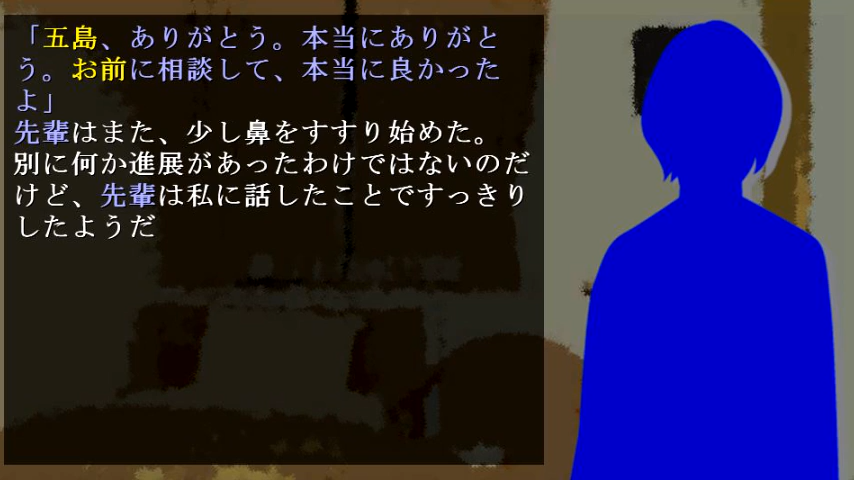 「五島、ありがとう。本当にありがと
う。お前に相談して、本当に良かった
よ」
先輩はまた、少し鼻をすすり始めた。
別に何か進展があったわけではないのだ
けど、先輩は私に話したことですっきり
したようだ